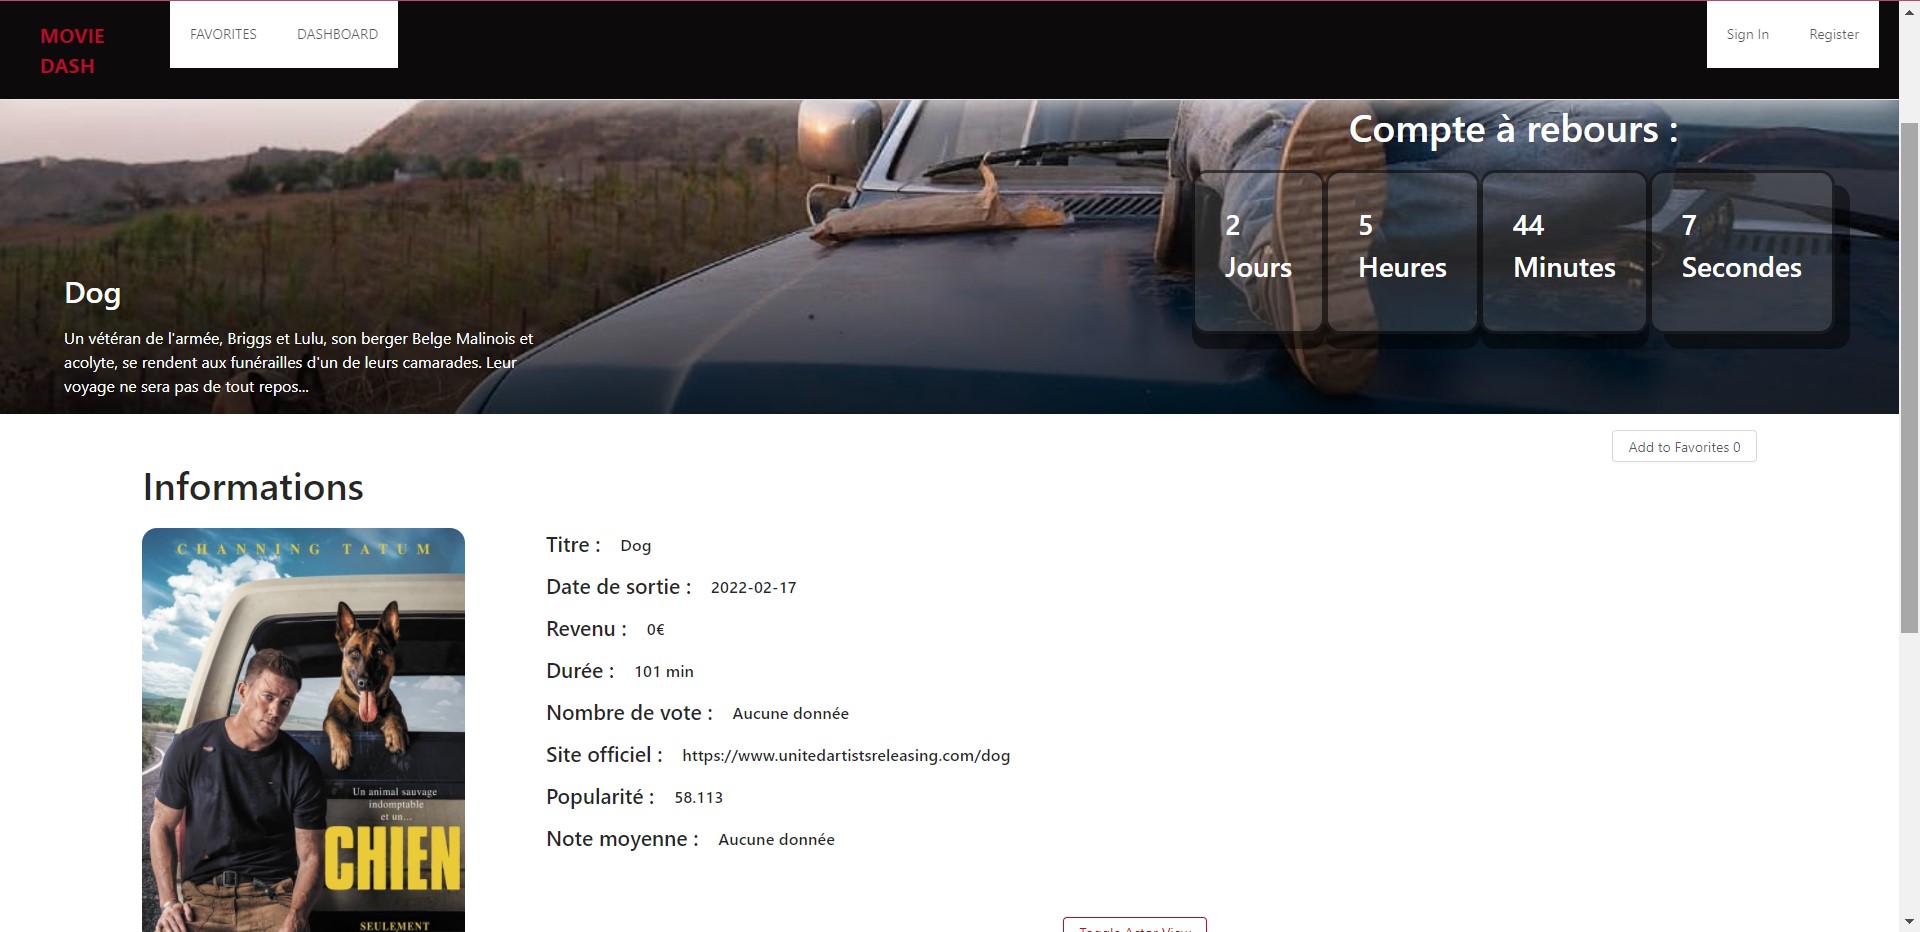 MOVIE
DASH
FAVORITES
DASHBOARD
Sign In
Register
Compte à rebours :
2
Jours
5
Heures
44
Minutes
7
Secondes
Dog
Un vétéran de l'armée, Briggs et Lulu, son berger Belge Malinois et
acolyte, se rendent aux funérailles d'un de leurs camarades. Leur
voyage ne sera pas de tout repos...
Add to Favorites 0
Informations
CHANNING TATUM
Un animal sauvage
indomptable
et un...
CHIEN
SEULEMENT
Titre : Dog
Date de sortie : 2022-02-17
Revenu : 0€
Durée : 101 min
Nombre de vote : Aucune donnée
Site officiel : https://www.unitedartistsreleasing.com/dog
Popularité : 58.113
Note moyenne : Aucune donnée
Toggle Actor View